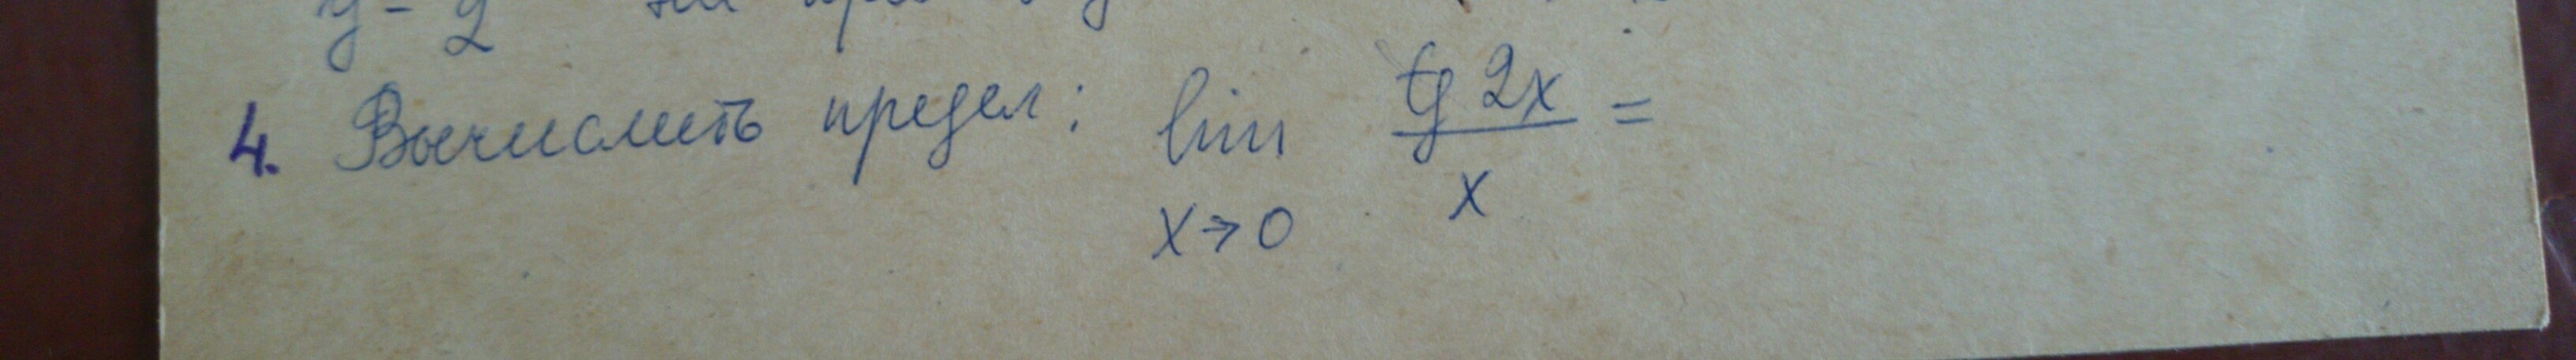 4. Вычислить предел: lim tg 2x / x =
x→0